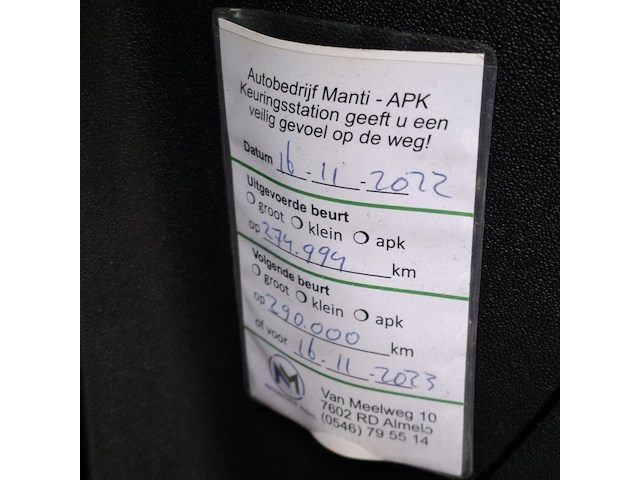 Autobedrijf Manti - APK
Keuringsstation geeft u een
veilig gevoel op de weg!
Datum 16-11-2022
Uitgevoerde beurt
groot klein apk
op 274.994 km
Volgende beurt
groot klein apk
op 290.000 km
of voor 16-11-2023.
M
Van Meelweg 10
7602 RD Almelo
(0546) 79 55 14